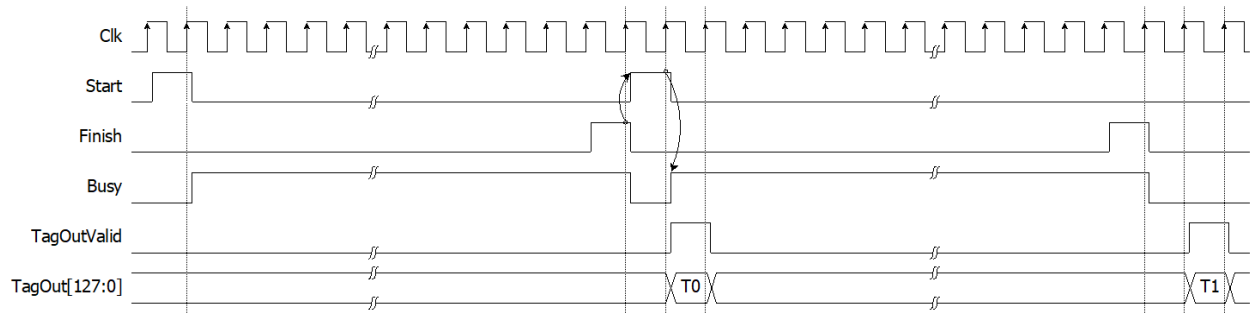 Clk
Start
Finish
Busy
TagOutValid
TagOut[127:0] T0 T1